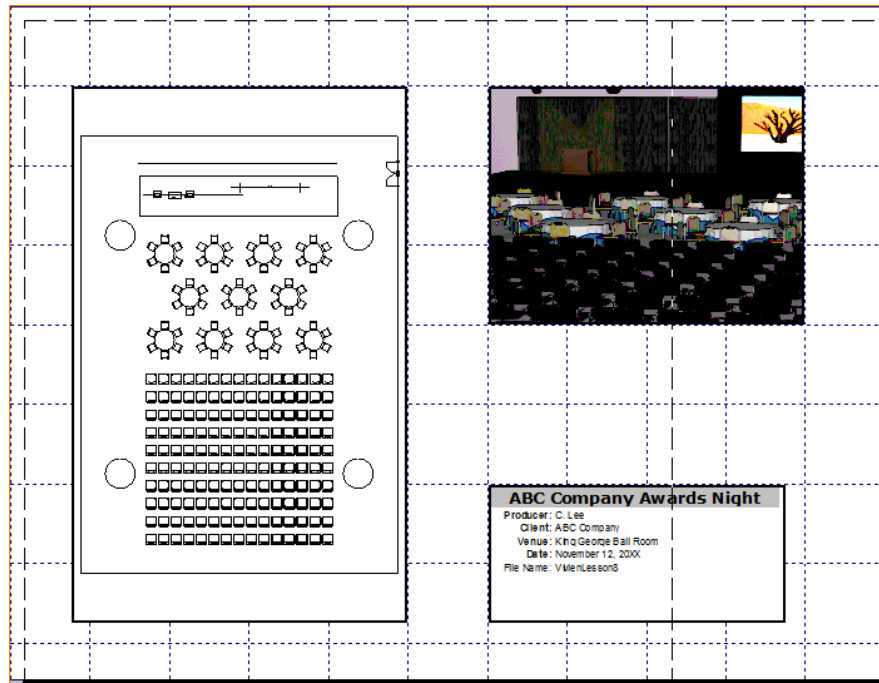 ABC Company Awards Night
Producer: C. Lee
Client: ABC Company
Venue: King George Ball Room
Date: November 12, 20XX
File Name: VivienLesson8